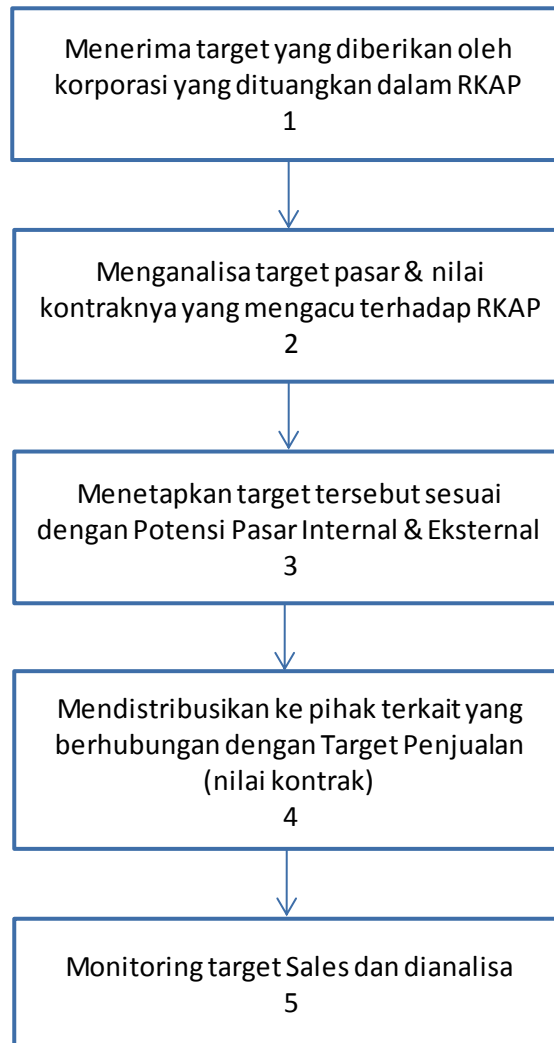 Menerima target yang diberikan oleh
korporasi yang dituangkan dalam RKAP
1
Menganalisa target pasar & nilai
kontraknya yang mengacu terhadap RKAP
2
Menetapkan target tersebut sesuai
dengan Potensi Pasar Internal & Eksternal
3
Mendistribusikan ke pihak terkait yang
berhubungan dengan Target Penjualan
(nilai kontrak)
4
Monitoring target Sales dan dianalisa
5